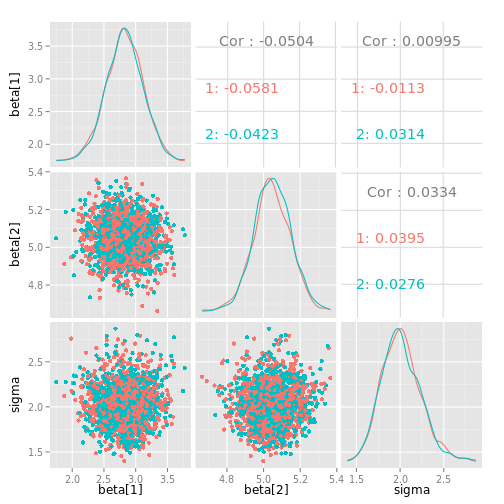 Cor : -0.0504
Cor : 0.00995
3.5
1: -0.0581
1: -0.0113
3.0
beta[1]
2.5
2: -0.0423
2: 0.0314
2.0
5.4
Cor : 0.0334
5.2
1: 0.0395
beta[2]
5.0
2: 0.0276
4.8
2.5
sigma
2.0
1.5
2.0 2.5 3.0 3.5 4.8 5.0 5.2 5.4 1.5 2.0 2.5
beta[1] beta[2] sigma